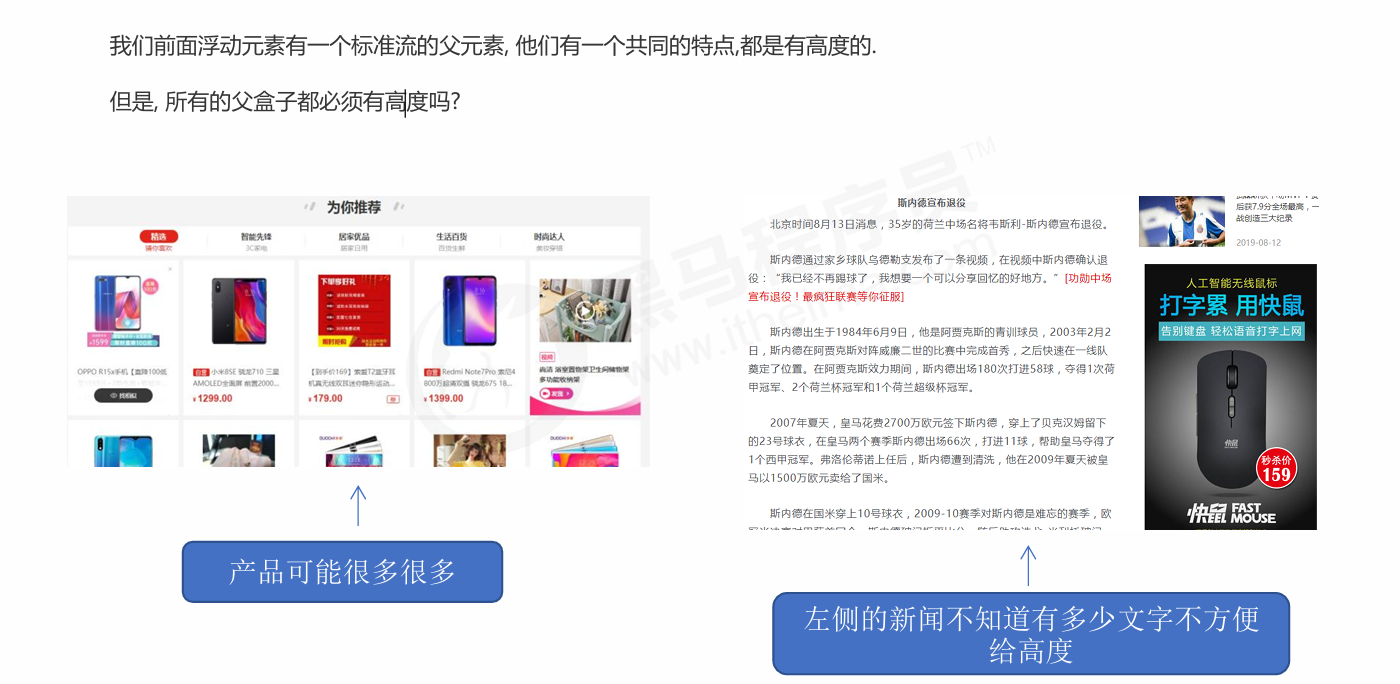 我们前面浮动元素有一个标准流的父元素, 他们有一个共同的特点,都是有高度的.
但是, 所有的父盒子都必须有高度吗?
为你推荐
精选
智能先锋
居家优品
生活百货
时尚达人
猜你喜欢
3C家电
居家日用
百货生鲜
美妆穿搭
下单享好礼
¥1599
视频
OPPO R15x手机【直降100低
自营 小米8SE 骁龙710 三星
AMOLED全面屏 前置2000...
【到手价169】索爱T2蓝牙耳
机真无线双耳迷你隐形运动...
自营 Redmi Note7Pro 索尼4
800万超清双摄 骁龙675 18...
尚洁 浴室置物架卫生间储物架
多功能收纳架
找相似
¥1299.00
¥179.00
¥1399.00
发现
斯内德宣布退役
北京时间8月13日消息，35岁的荷兰中场名将韦斯利-斯内德宣布退役。
斯内德通过家乡球队乌德勒支发布了一条视频，在视频中斯内德确认退
役：“我已经不再踢球了，我想要一个可以分享回忆的好地方。”[功勋中场
宣布退役！最疯狂联赛等你征服]
斯内德出生于1984年6月9日，他是阿贾克斯的青训球员，2003年2月2
日，斯内德在阿贾克斯对阵威廉二世的比赛中完成首秀，之后快速在一线队
奠定了位置。在阿贾克斯效力期间，斯内德出场180次打进58球，夺得1次荷
甲冠军、2个荷兰杯冠军和1个荷兰超级杯冠军。
2007年夏天，皇马花费2700万欧元签下斯内德，穿上了贝克汉姆留下
的23号球衣，在皇马两个赛季斯内德出场66次，打进11球，帮助皇马夺得了
1个西甲冠军。弗洛伦蒂诺上任后，斯内德遭到清洗，他在2009年夏天被皇
马以1500万欧元卖给了国米。
斯内德在国米穿上10号球衣，2009-10赛季对斯内德是难忘的赛季，欧
后获7.9分全场最高，一
战创造三大纪录
2019-08-12
人工智能无线鼠标
打字累 用快鼠
告别键盘 轻松语音打字上网
快鼠
秒杀价
159
快鼠 FAST
MOUSE
产品可能很多很多
左侧的新闻不知道有多少文字不方便
给高度
黑马程序员TM